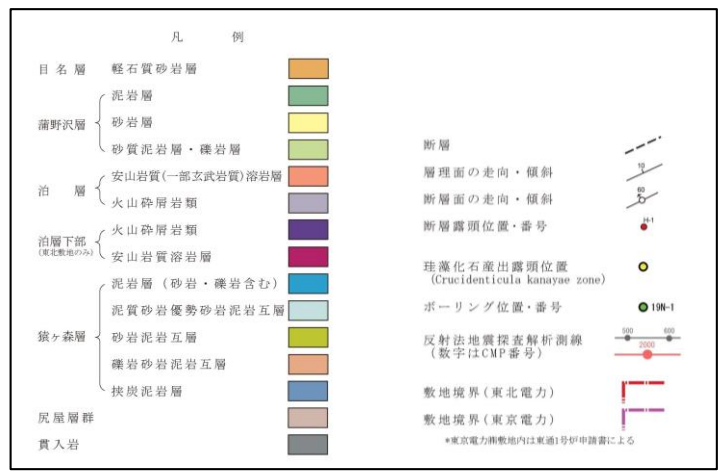 凡 例
目名層 軽石質砂岩層
蒲野沢層
泥岩層
砂岩層
砂質泥岩層・礫岩層
泊層
安山岩質(一部玄武岩質)溶岩層
火山砕屑岩類
泊層下部
(東北敷地のみ)
火山砕屑岩類
安山岩質溶岩層
猿ヶ森層
泥岩層(砂岩・礫岩含む)
泥質砂岩優勢砂岩泥岩互層
砂岩泥岩互層
礫岩砂岩泥岩互層
挟炭泥岩層
尻屋層群
貫入岩
断層
層理面の走向・傾斜 10
断層面の走向・傾斜 60
断層露頭位置・番号 H-1
珪藻化石産出露頭位置
(Crucidenticula kanayae zone)
ボーリング位置・番号 19N-1
反射法地震探査解析測線 500 600
(数字はCMP番号) 2000
敷地境界(東北電力)
敷地境界(東京電力)
*東京電力㈱敷地内は東通1号炉申請書による